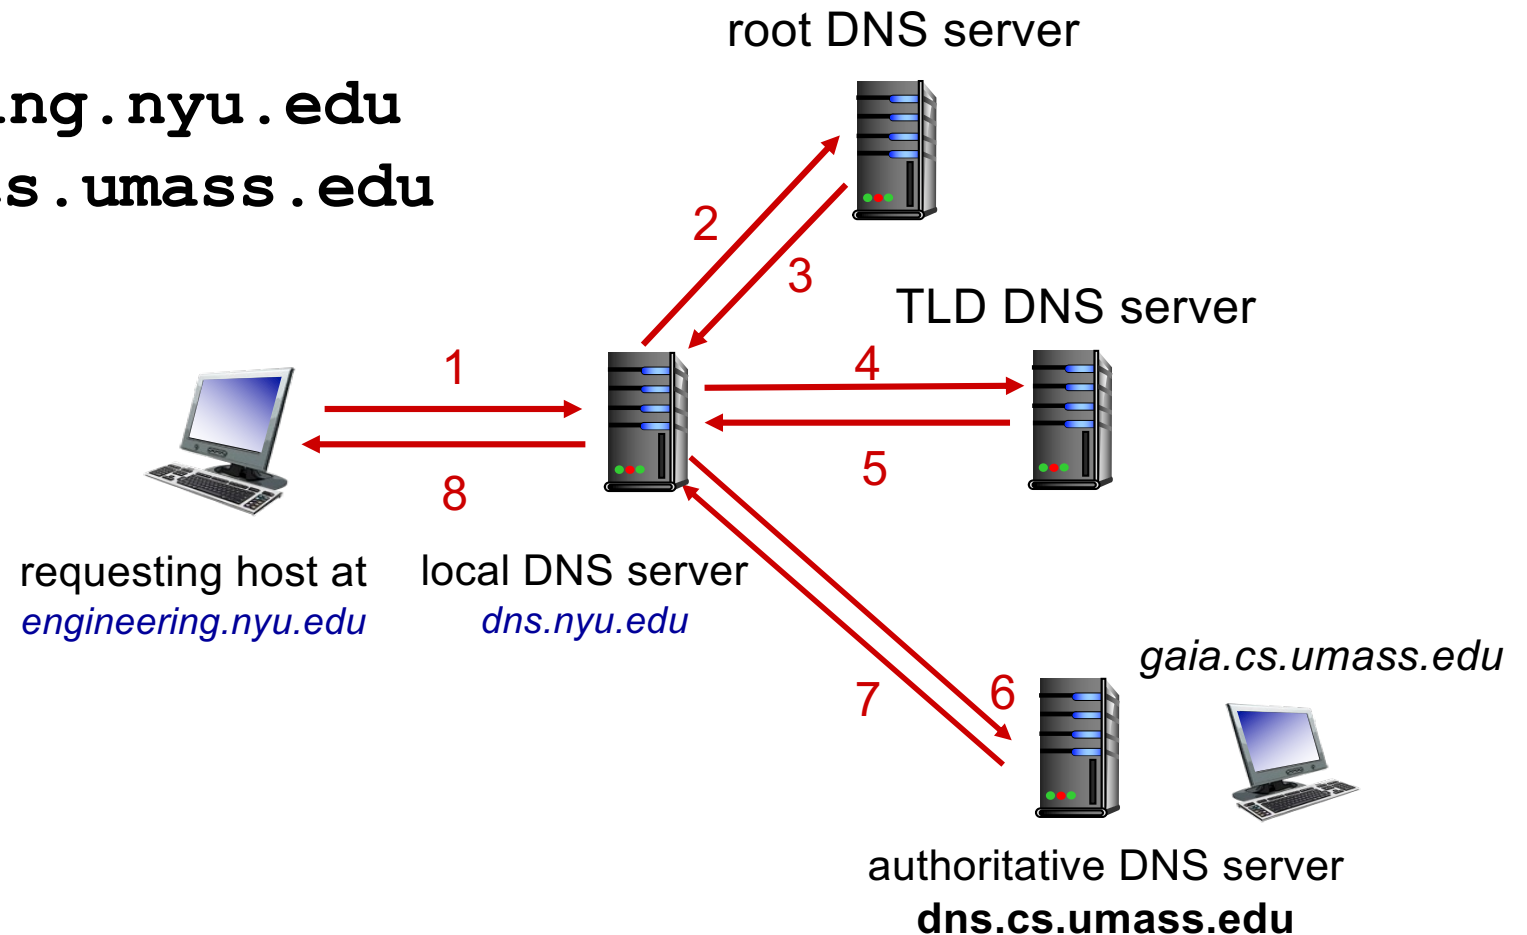 root DNS server
ing.nyu.edu
s.umass.edu
2
3
TLD DNS server
1
4
8
5
requesting host at
engineering.nyu.edu
local DNS server
dns.nyu.edu
gaia.cs.umass.edu
7
6
authoritative DNS server
dns.cs.umass.edu